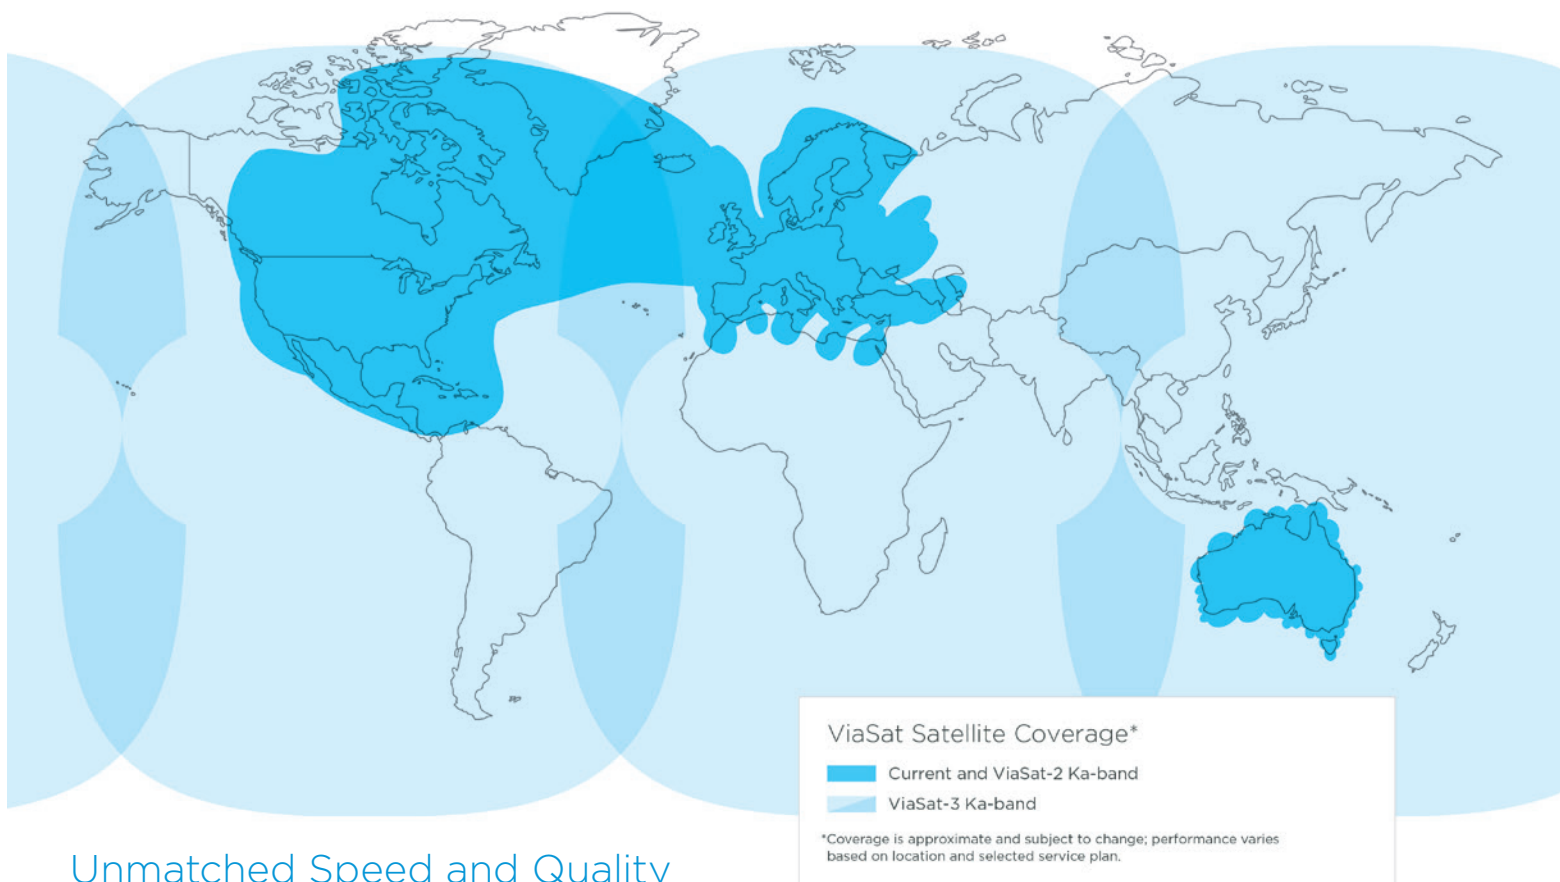 ViaSat Satellite Coverage*
Current and ViaSat-2 Ka-band
ViaSat-3 Ka-band
*Coverage is approximate and subject to change; performance varies
based on location and selected service plan.
Unmatched Speed and Quality